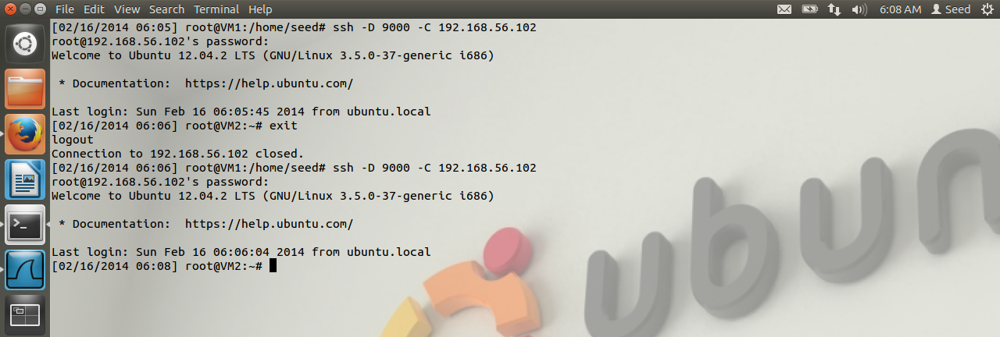 File Edit View Search Terminal Help 6:08 AM Seed
[02/16/2014 06:05] root@VM1:/home/seed# ssh -D 9000 -C 192.168.56.102
root@192.168.56.102's password:
Welcome to Ubuntu 12.04.2 LTS (GNU/Linux 3.5.0-37-generic i686)
* Documentation:  https://help.ubuntu.com/
Last login: Sun Feb 16 06:05:45 2014 from ubuntu.local
[02/16/2014 06:06] root@VM2:~# exit
logout
Connection to 192.168.56.102 closed.
[02/16/2014 06:06] root@VM1:/home/seed# ssh -D 9000 -C 192.168.56.102
root@192.168.56.102's password:
Welcome to Ubuntu 12.04.2 LTS (GNU/Linux 3.5.0-37-generic i686)
* Documentation:  https://help.ubuntu.com/
Last login: Sun Feb 16 06:06:04 2014 from ubuntu.local
[02/16/2014 06:08] root@VM2:~#
ubun